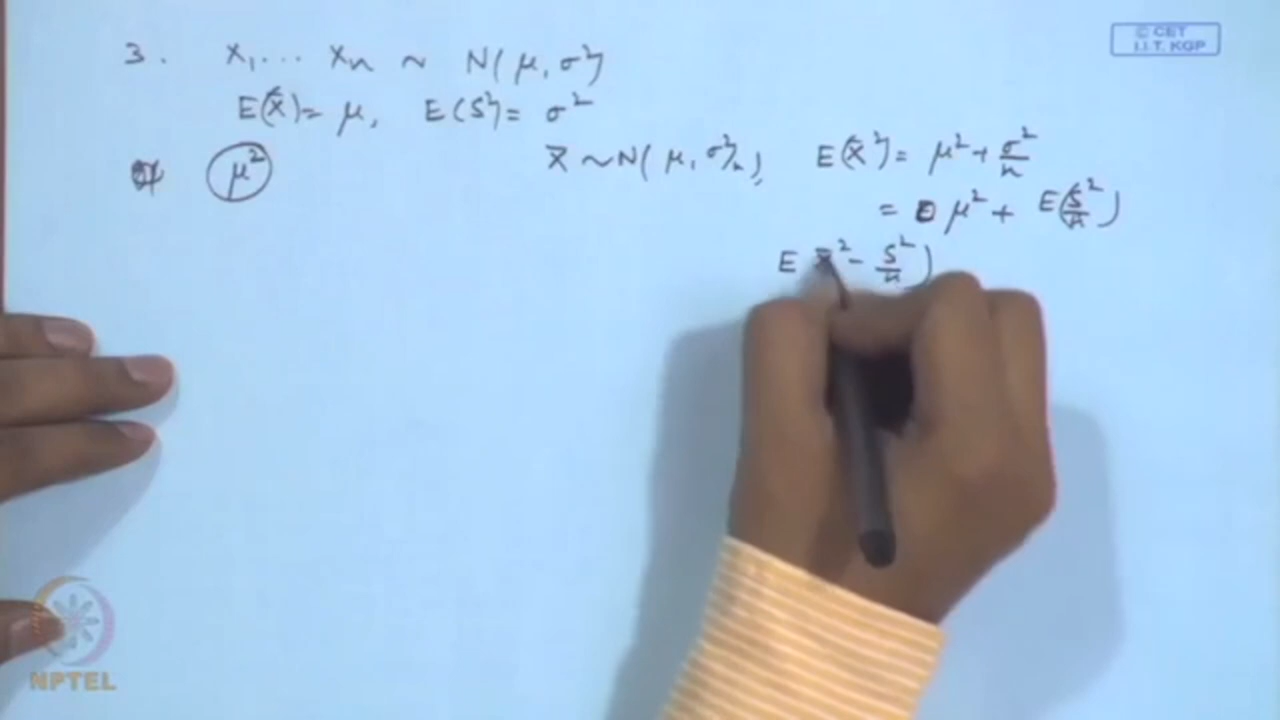 © CET
I.I.T. KGP
3. X₁... Xₙ ~ N(μ, σ²)
E(X̄) = μ, E(S²) = σ²
μ²
X̄ ~ N(μ, σ²/n), E(X̄²) = μ² + σ²/n
= μ² + E(S²/n)
E X̄² - S²/n)
NPTEL